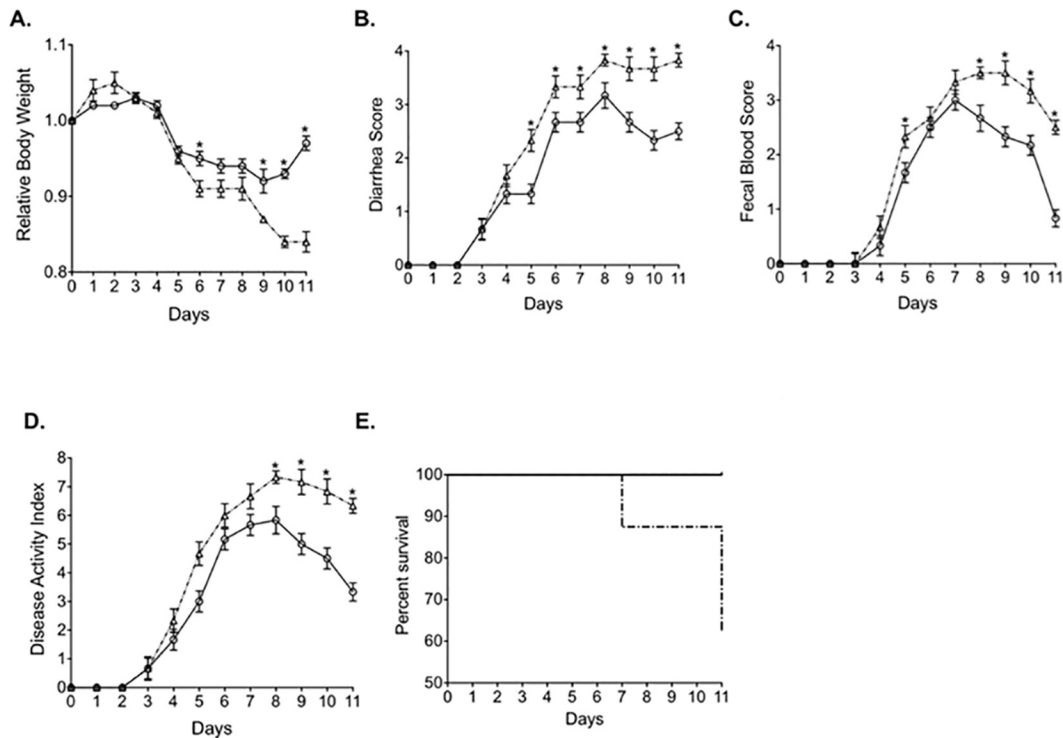 A.
1.1
1.0
0.9
0.8
Relative Body Weight
*
*
*
*
0 1 2 3 4 5 6 7 8 9 10 11
Days
B.
4
3
2
1
0
Diarrhea Score
*
*
*
*
*
*
*
0 1 2 3 4 5 6 7 8 9 10 11
Days
C.
4
3
2
1
0
Fecal Blood Score
*
*
*
*
*
0 1 2 3 4 5 6 7 8 9 10 11
Days
D.
8
7
6
5
4
3
2
1
0
Disease Activity Index
*
*
*
*
0 1 2 3 4 5 6 7 8 9 10 11
Days
E.
100
90
80
70
60
50
Percent survival
0 1 2 3 4 5 6 7 8 9 10 11
Days